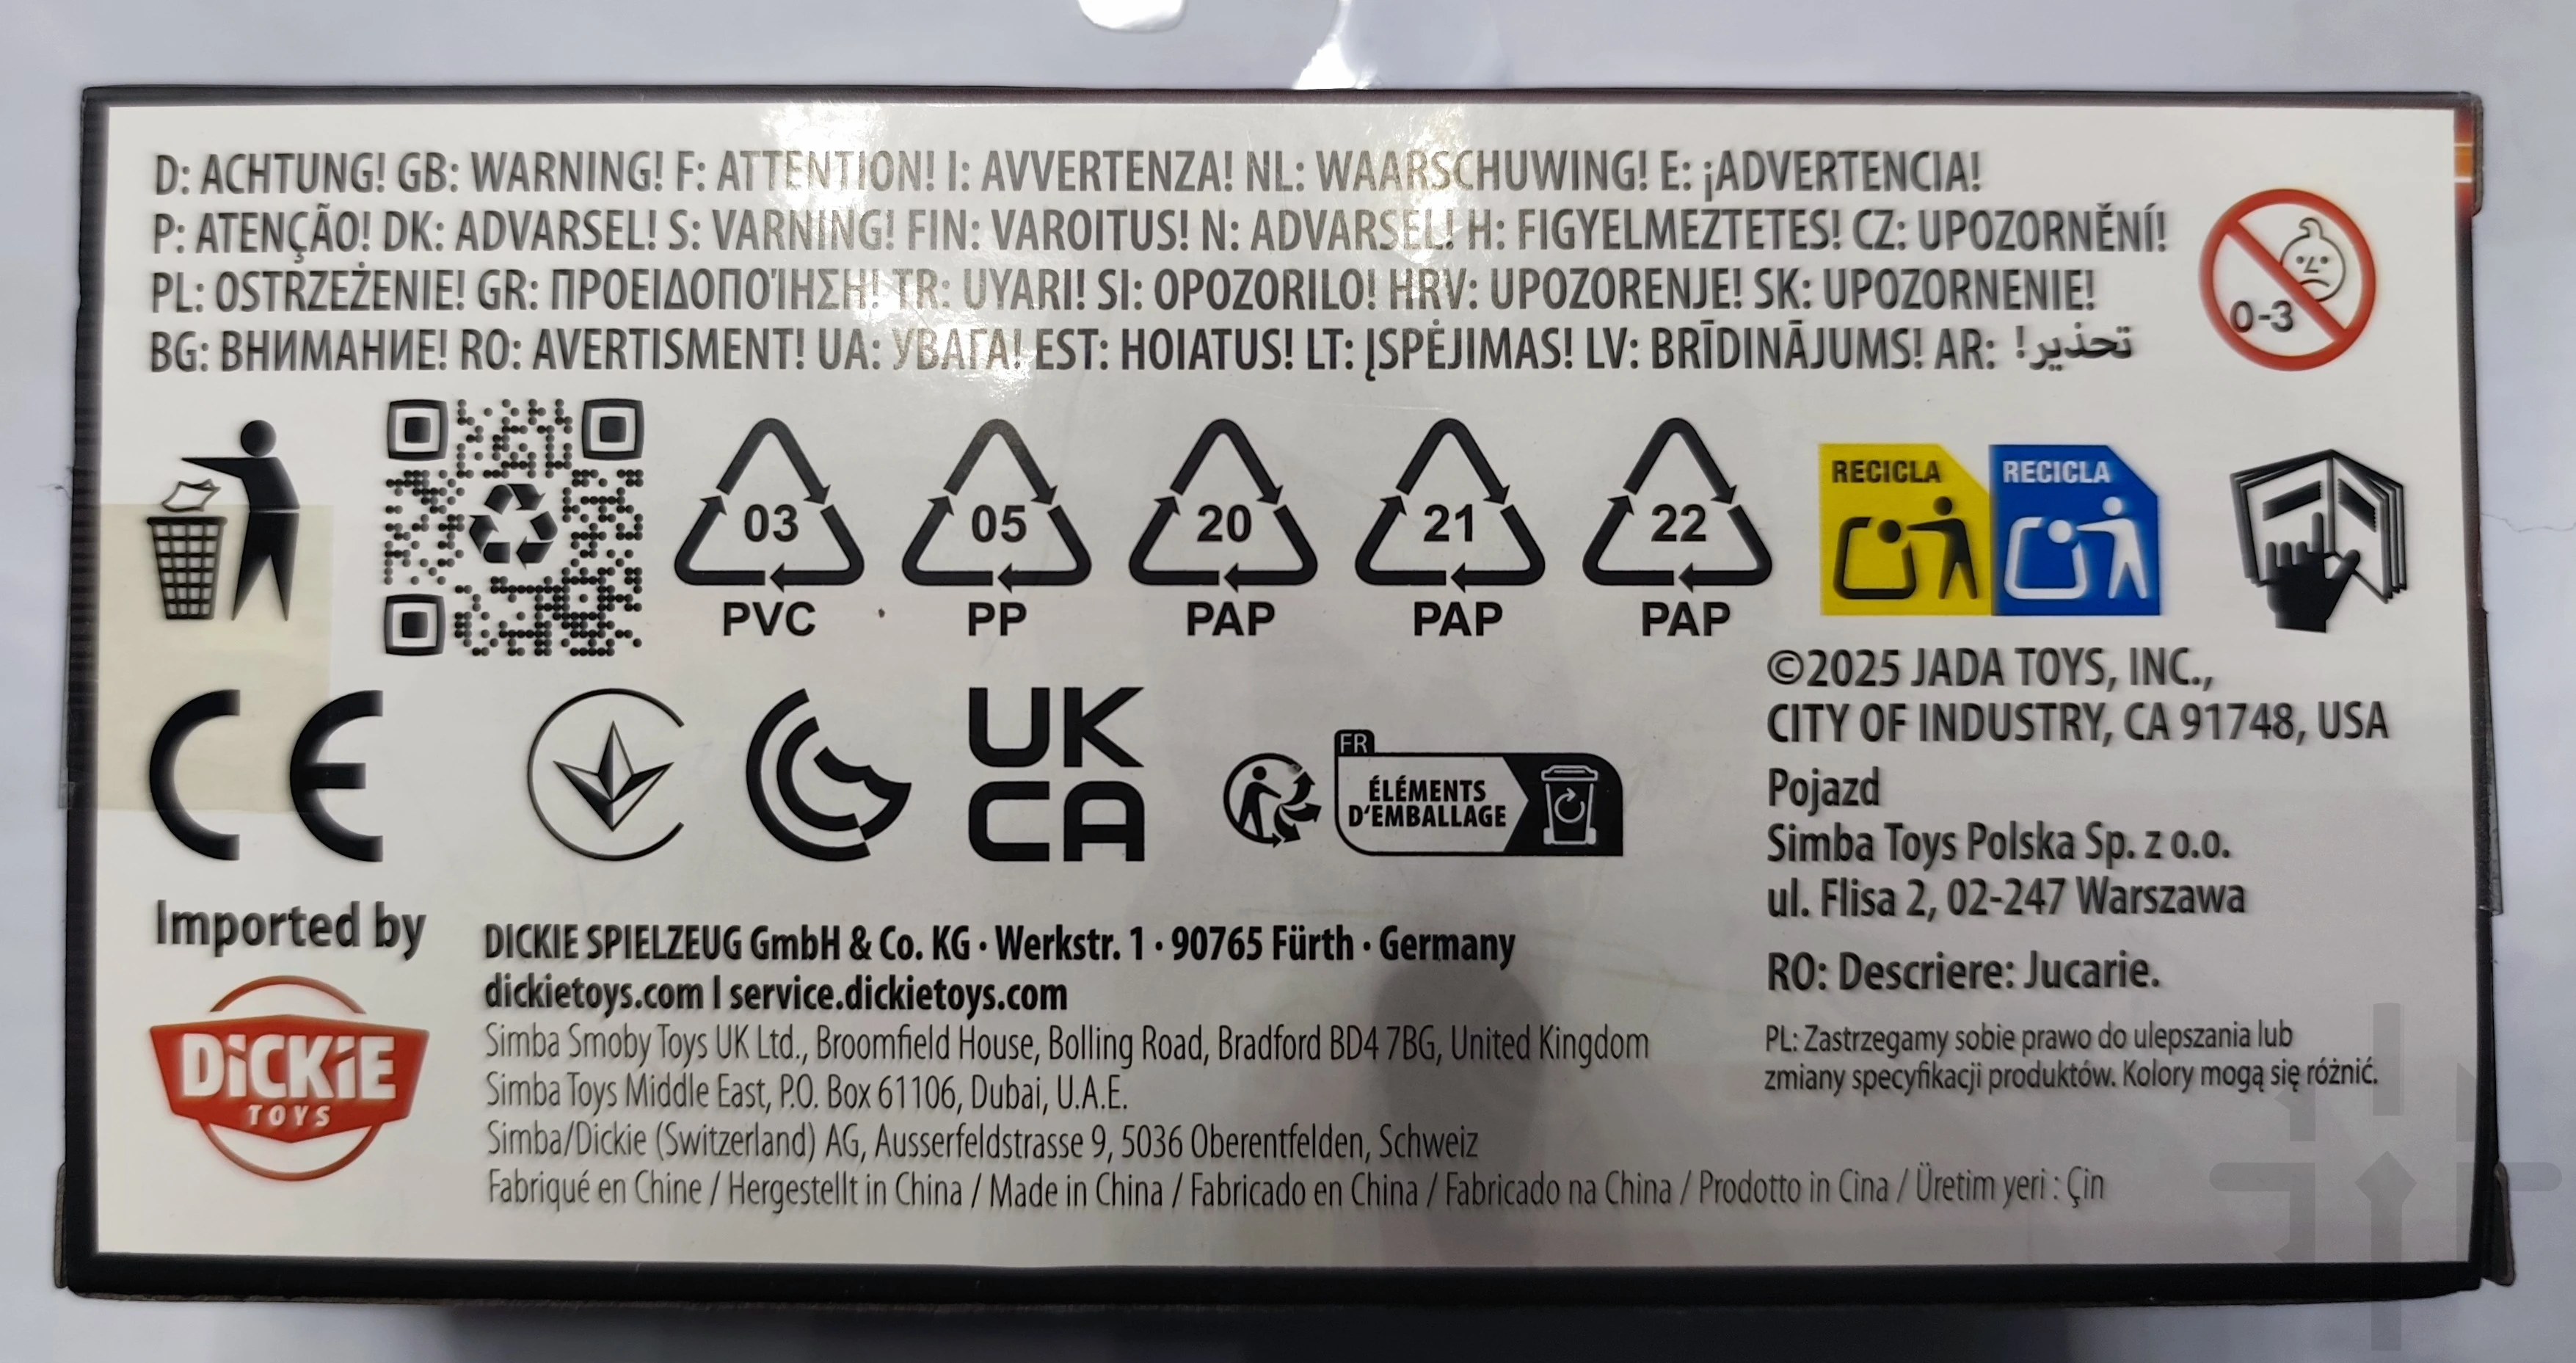 D: ACHTUNG! GB: WARNING! F: ATTENTION! I: AVVERTENZA! NL: WAARSCHUWING! E: ¡ADVERTENCIA!
P: ATENÇÃO! DK: ADVARSEL! S: VARNING! FIN: VAROITUS! N: ADVARSEL! H: FIGYELMEZTETES! CZ: UPOZORNĚNÍ!
PL: OSTRZEŻENIE! GR: ΠΡΟΕΙΔΟΠΟΊΗΣΗ! TR: UYARI! SI: OPOZORILO! HRV: UPOZORENJE! SK: UPOZORNENIE!
BG: ВНИМАНИЕ! RO: AVERTISMENT! UA: УВАГА! EST: HOIATUS! LT: ĮSPĖJIMAS! LV: BRĪDINĀJUMS! AR: تحذير!
0-3
03 05 20 21 22
PVC PP PAP PAP PAP
RECICLA RECICLA
CE
UK
CA
FR
ÉLÉMENTS
D'EMBALLAGE
©2025 JADA TOYS, INC.,
CITY OF INDUSTRY, CA 91748, USA
Pojazd
Simba Toys Polska Sp. z o.o.
ul. Flisa 2, 02-247 Warszawa
RO: Descriere: Jucarie.
PL: Zastrzegamy sobie prawo do ulepszania lub
zmiany specyfikacji produktów. Kolory mogą się różnić.
Imported by
DiCKiE
TOYS
DICKIE SPIELZEUG GmbH & Co. KG · Werkstr. 1 · 90765 Fürth · Germany
dickietoys.com I service.dickietoys.com
Simba Smoby Toys UK Ltd., Broomfield House, Bolling Road, Bradford BD4 7BG, United Kingdom
Simba Toys Middle East, P.O. Box 61106, Dubai, U.A.E.
Simba/Dickie (Switzerland) AG, Ausserfeldstrasse 9, 5036 Oberentfelden, Schweiz
Fabriqué en Chine / Hergestellt in China / Made in China / Fabricado en China / Fabricado na China / Prodotto in Cina / Üretim yeri : Çin